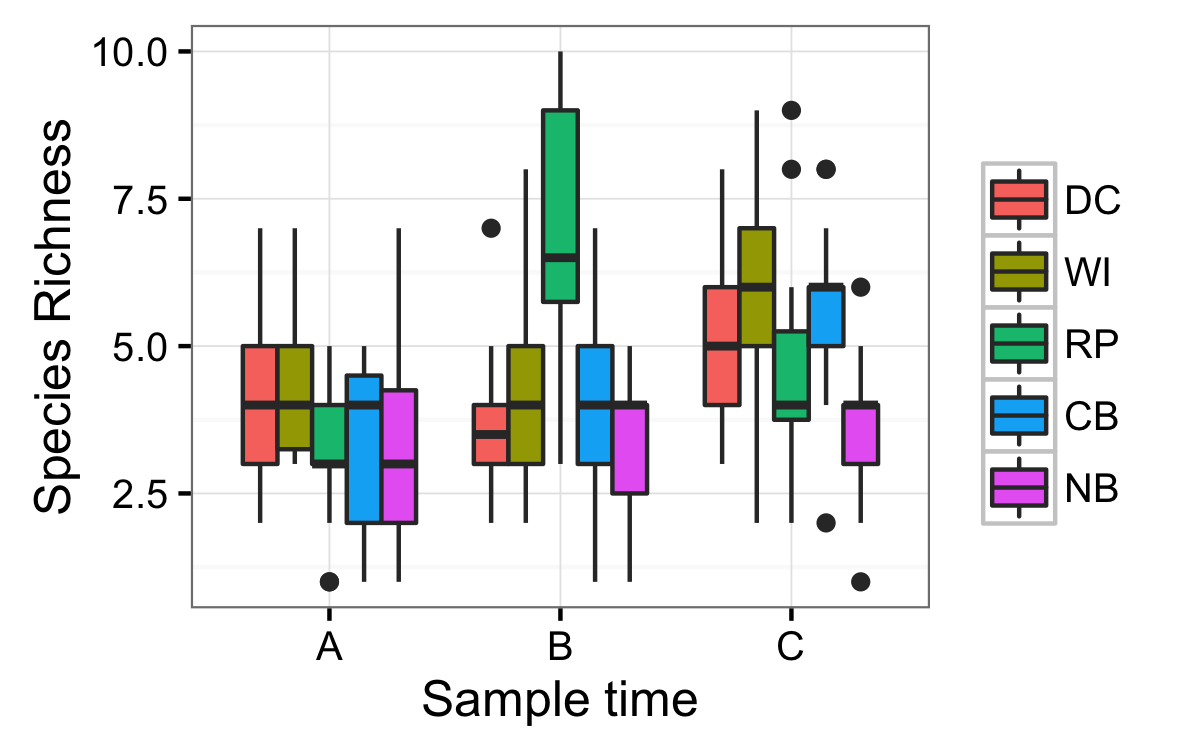 Species Richness
10.0
7.5
5.0
2.5
A B C
Sample time
DC
WI
RP
CB
NB